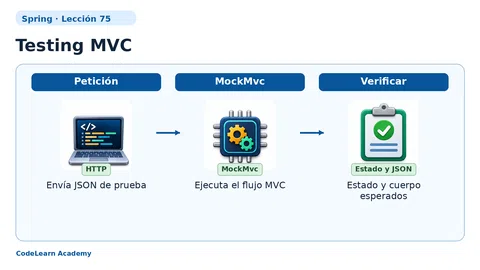 Spring · Lección 75
Testing MVC
Petición
MockMvc
Verificar
</>
HTTP
MockMvc
Estado y JSON
Envía JSON de prueba
Ejecuta el flujo MVC
Estado y cuerpo
esperados
CodeLearn Academy